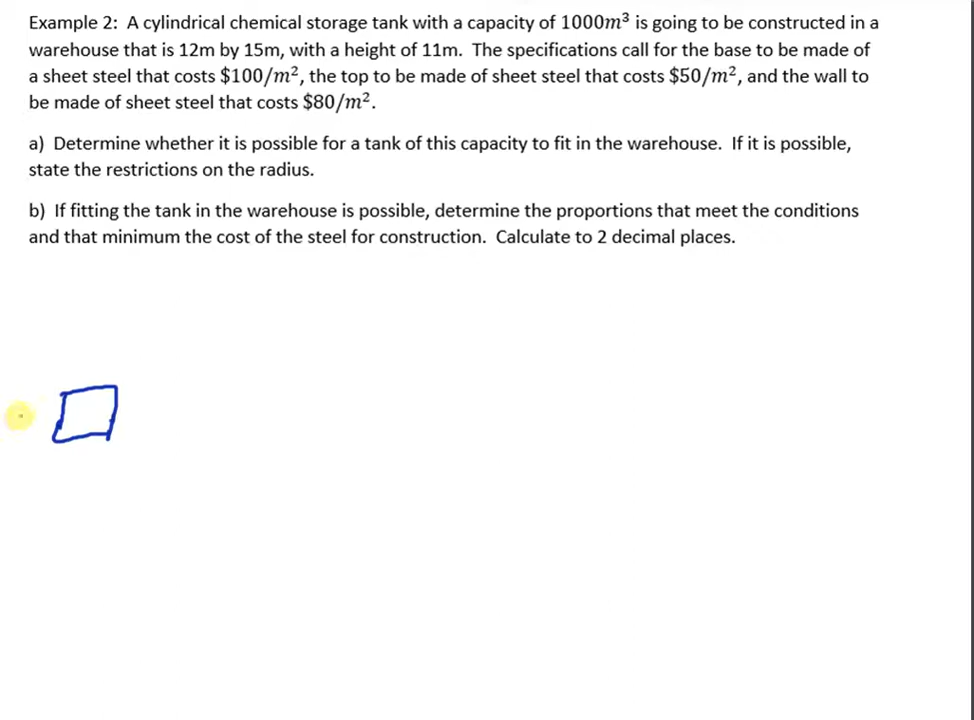 Example 2:  A cylindrical chemical storage tank with a capacity of 1000m³ is going to be constructed in a
warehouse that is 12m by 15m, with a height of 11m.  The specifications call for the base to be made of
a sheet steel that costs $100/m², the top to be made of sheet steel that costs $50/m², and the wall to
be made of sheet steel that costs $80/m².
a)  Determine whether it is possible for a tank of this capacity to fit in the warehouse.  If it is possible,
state the restrictions on the radius.
b)  If fitting the tank in the warehouse is possible, determine the proportions that meet the conditions
and that minimum the cost of the steel for construction.  Calculate to 2 decimal places.